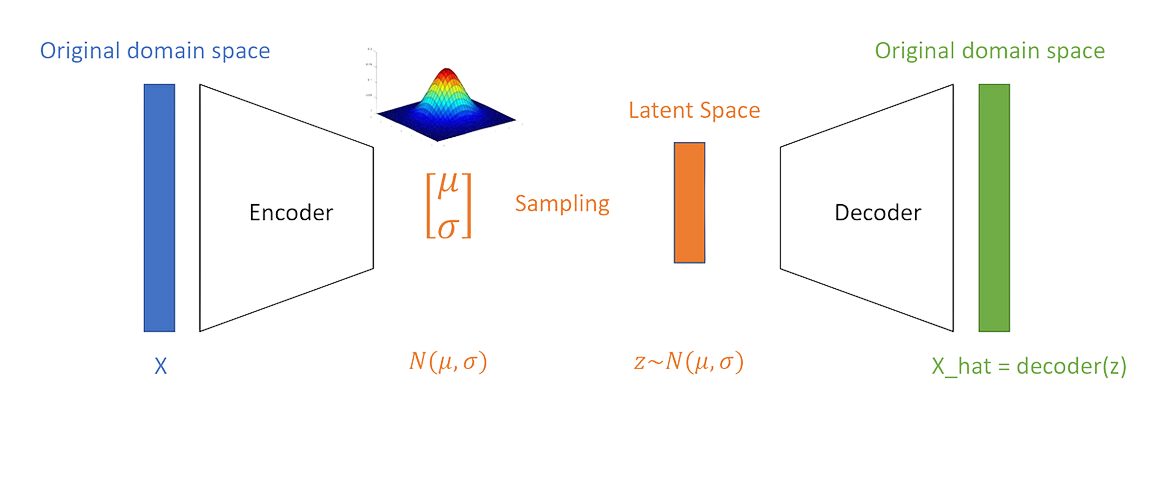 Original domain space
Original domain space
Latent Space
Encoder
[μ
σ]
Sampling
Decoder
X
N(μ, σ)
z~N(μ, σ)
X_hat = decoder(z)